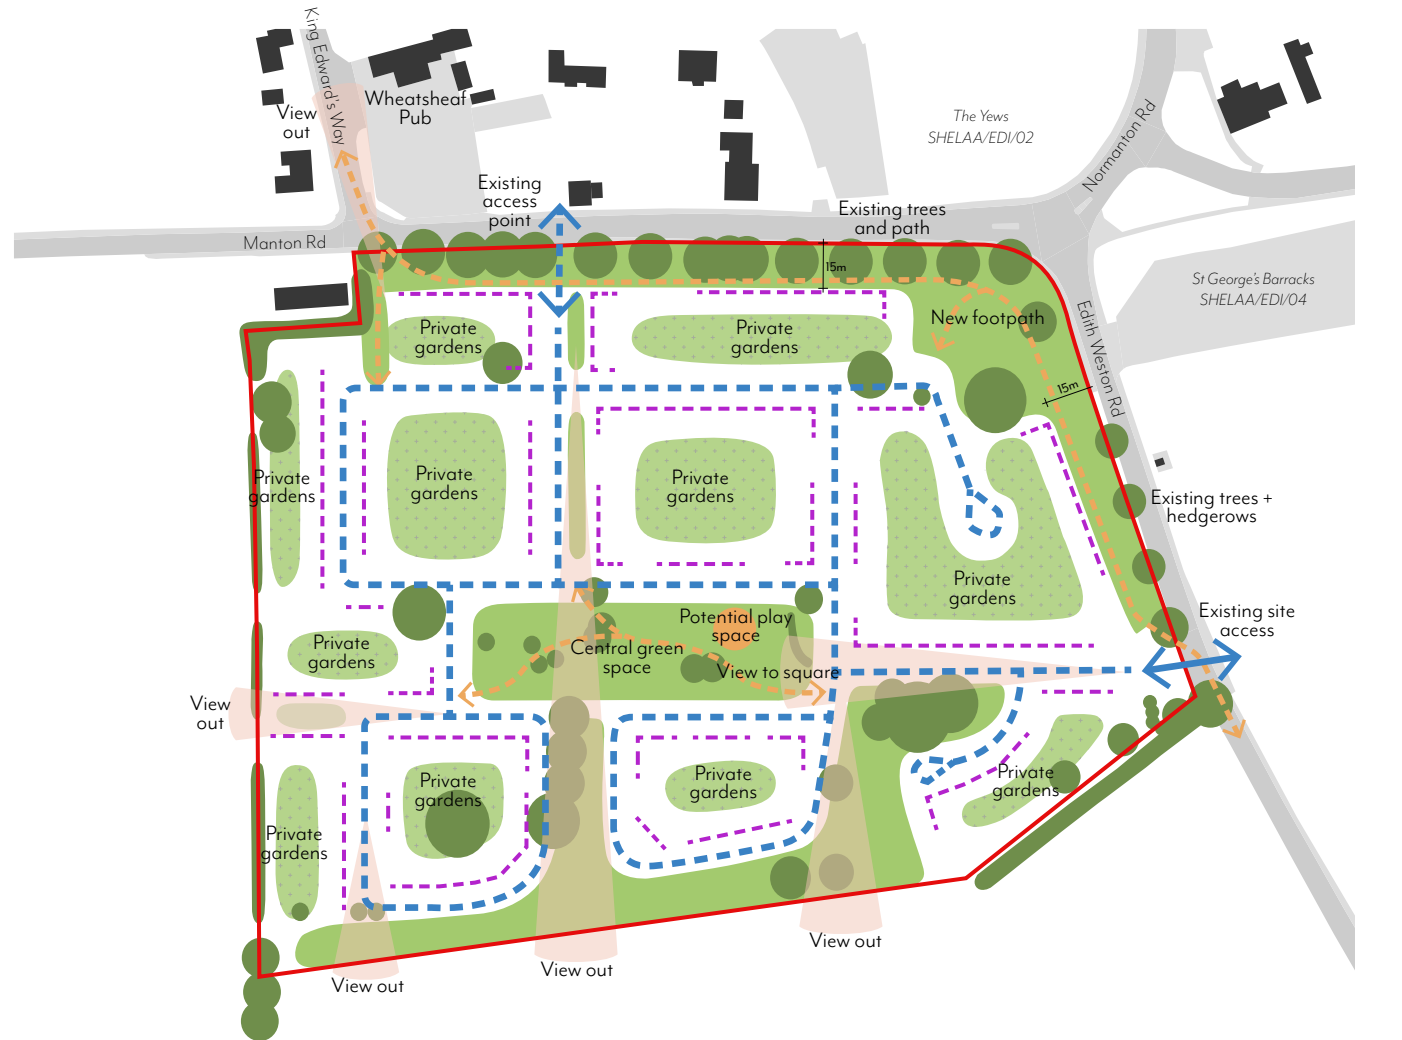 King Edward's Way
Wheatsheaf
Pub
View
out
The Yews
SHELAA/EDI/02
Normanton Rd
Existing
access
point
Existing trees
and path
Manton Rd
15m
St George's Barracks
SHELAA/EDI/04
Edith Weston Rd
New footpath
Private
gardens
Private
gardens
15m
Private
gardens
Private
gardens
Private
gardens
Existing trees +
hedgerows
Private
gardens
Existing site
access
Potential play
space
Central green
space
View to square
Private
gardens
View
out
Private
gardens
Private
gardens
Private
gardens
Private
gardens
View out
View out
View out